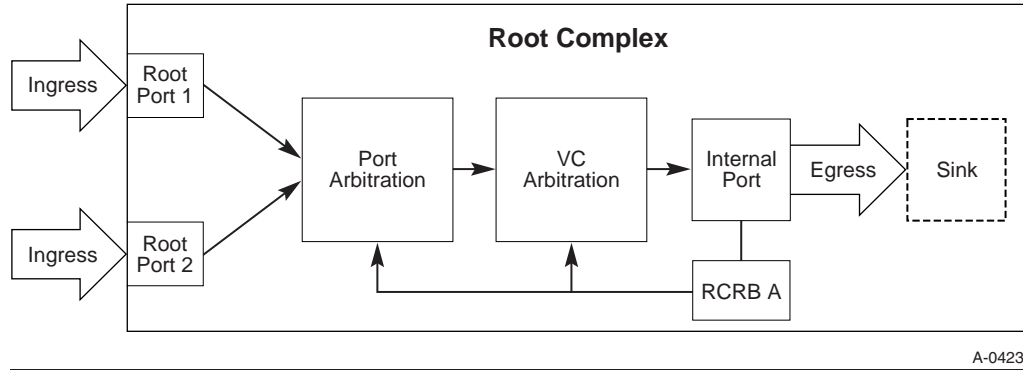 Root Complex
Ingress
Root
Port 1
Port
Arbitration
VC
Arbitration
Internal
Port
Egress
Sink
Ingress
Root
Port 2
RCRB A
A-0423